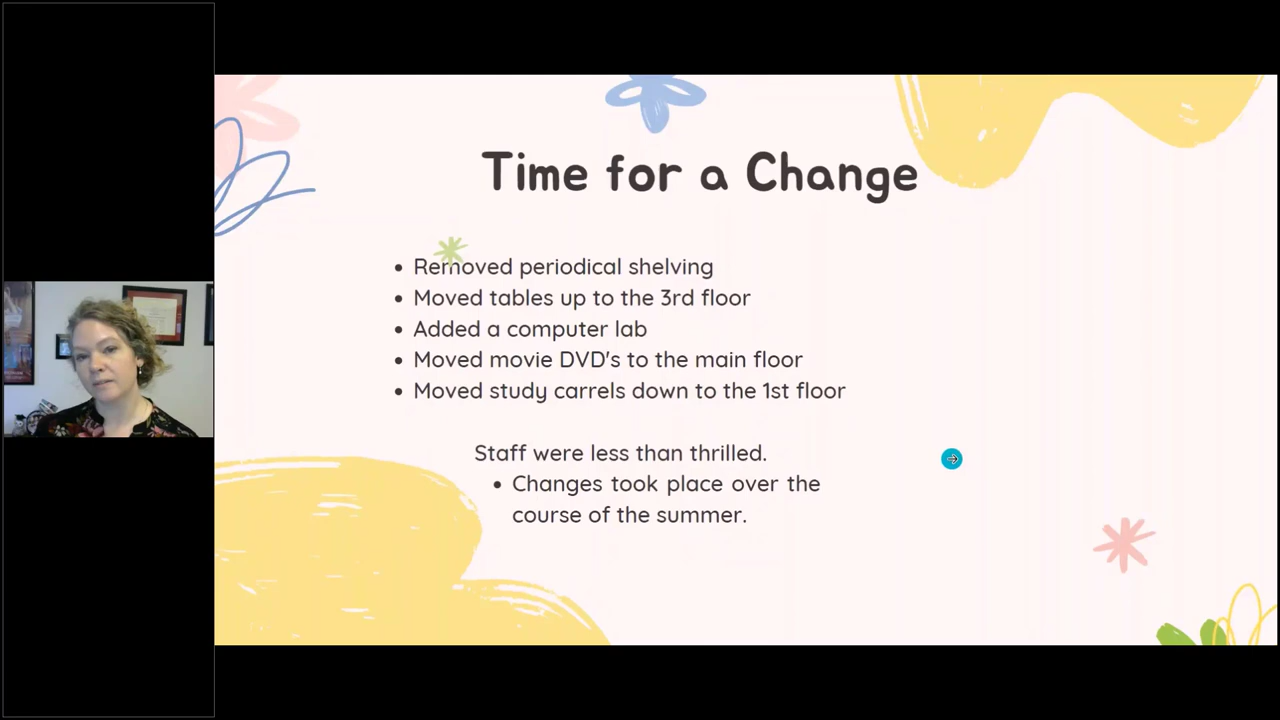 Time for a Change
• Removed periodical shelving
• Moved tables up to the 3rd floor
• Added a computer lab
• Moved movie DVD's to the main floor
• Moved study carrels down to the 1st floor
Staff were less than thrilled.
• Changes took place over the
course of the summer.